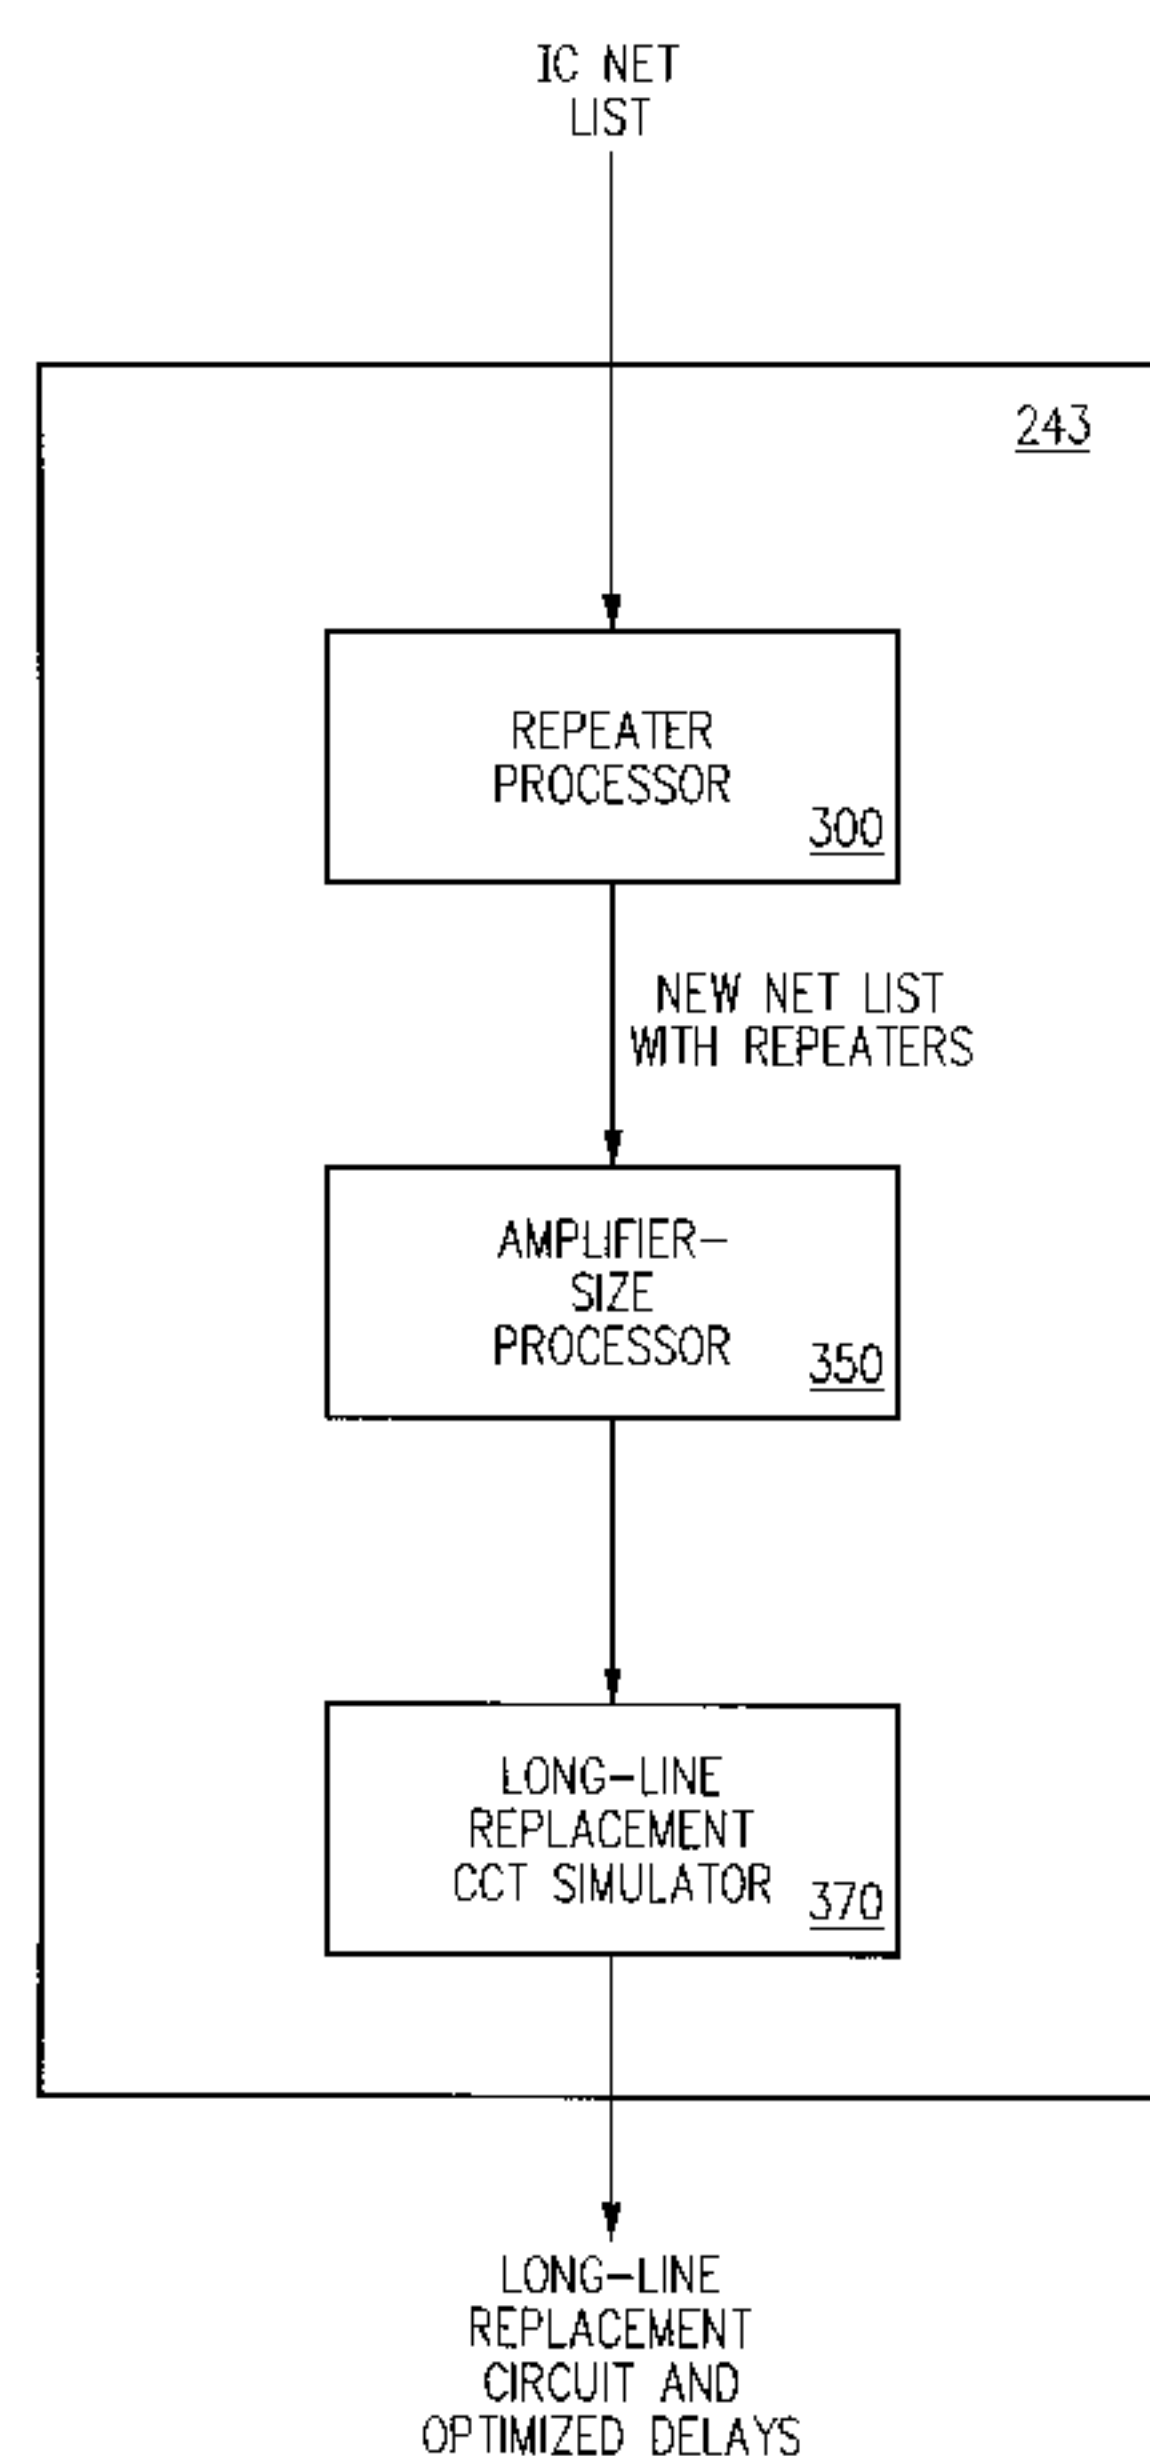 IC NET
LIST
243
REPEATER
PROCESSOR
300
NEW NET LIST
WITH REPEATERS
AMPLIFIER-
SIZE
PROCESSOR
350
LONG-LINE
REPLACEMENT
CCT SIMULATOR
370
LONG-LINE
REPLACEMENT
CIRCUIT AND
OPTIMIZED DELAYS